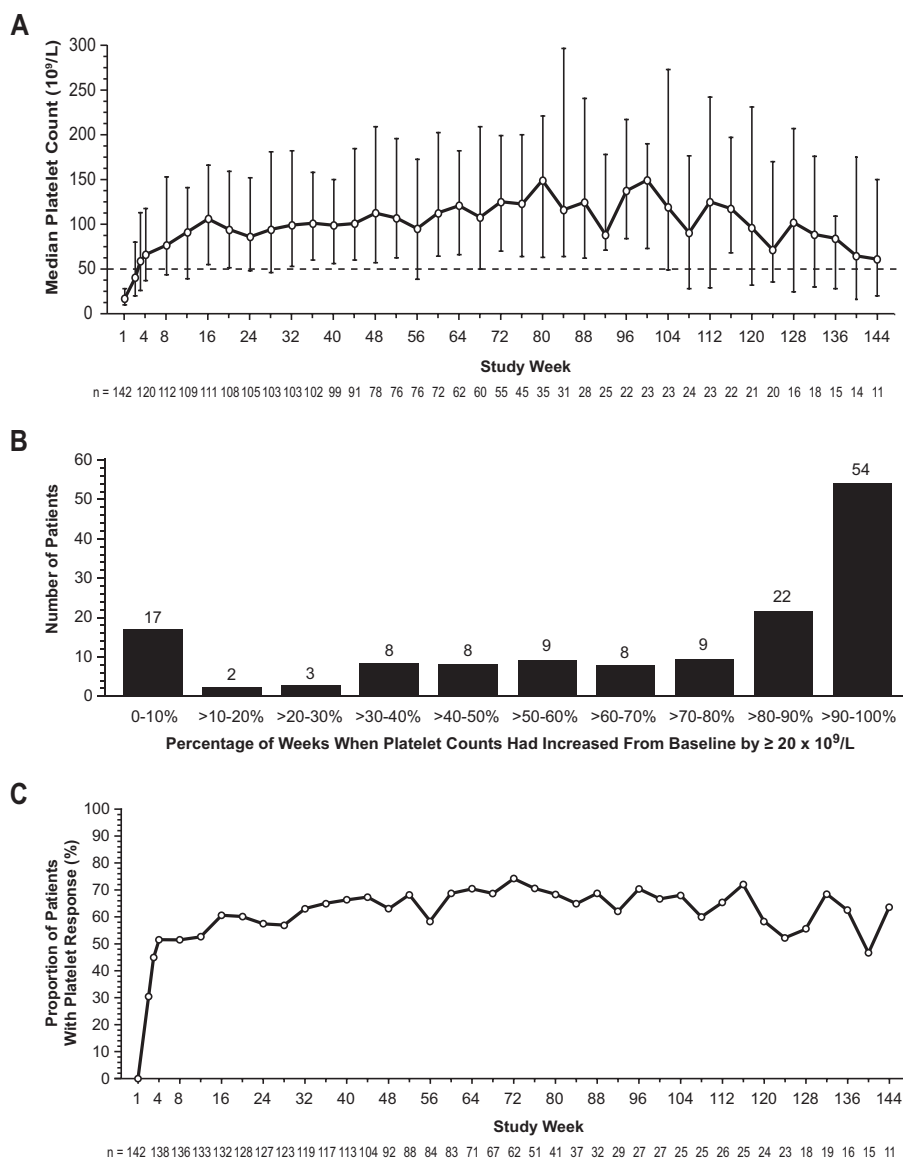 A
Median Platelet Count (10⁹/L)
300
250
200
150
100
50
0
1 4 8 16 24 32 40 48 56 64 72 80 88 96 104 112 120 128 136 144
Study Week
n = 142 120 112 109 111 108 105 103 103 102 99 91 78 76 76 72 62 60 55 45 35 31 28 25 22 23 23 24 23 22 21 20 16 18 15 14 11
B
Number of Patients
60
50
40
30
20
10
0
17 2 3 8 8 9 8 9 22 54
0-10% >10-20% >20-30% >30-40% >40-50% >50-60% >60-70% >70-80% >80-90% >90-100%
Percentage of Weeks When Platelet Counts Had Increased From Baseline by ≥ 20 x 10⁹/L
C
Proportion of Patients
With Platelet Response (%)
100
90
80
70
60
50
40
30
20
10
0
1 4 8 16 24 32 40 48 56 64 72 80 88 96 104 112 120 128 136 144
Study Week
n = 142 138 136 133 132 128 127 123 119 117 113 104 92 88 84 83 71 67 62 51 41 37 32 29 27 27 25 25 26 25 24 23 18 19 16 15 11